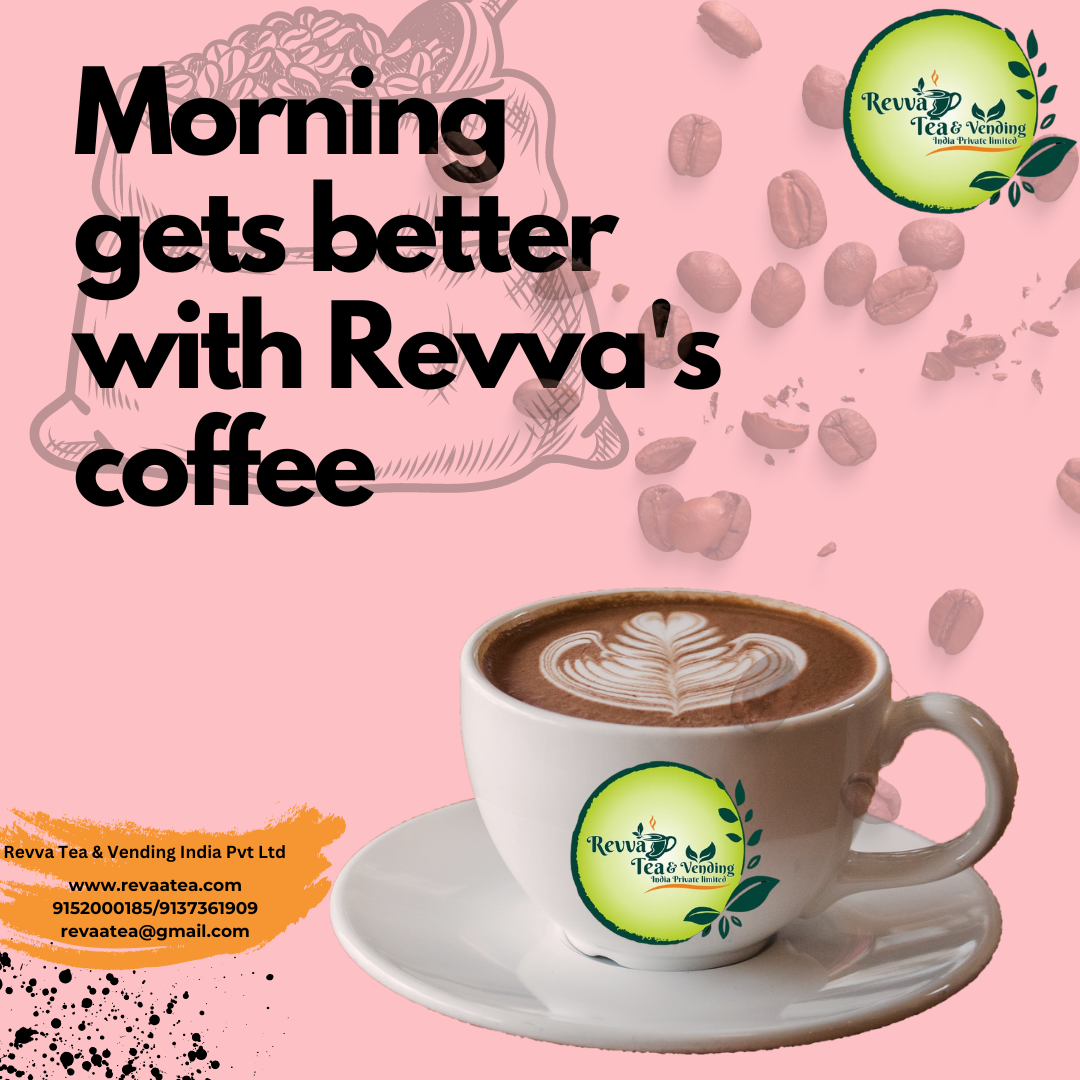 Morning
gets better
with Revva's
coffee
Revva
Tea & Vending
India Private limited
Revva
Tea & Vending
India Private limited
Revva Tea & Vending India Pvt Ltd
www.revaatea.com
9152000185/9137361909
revaatea@gmail.com